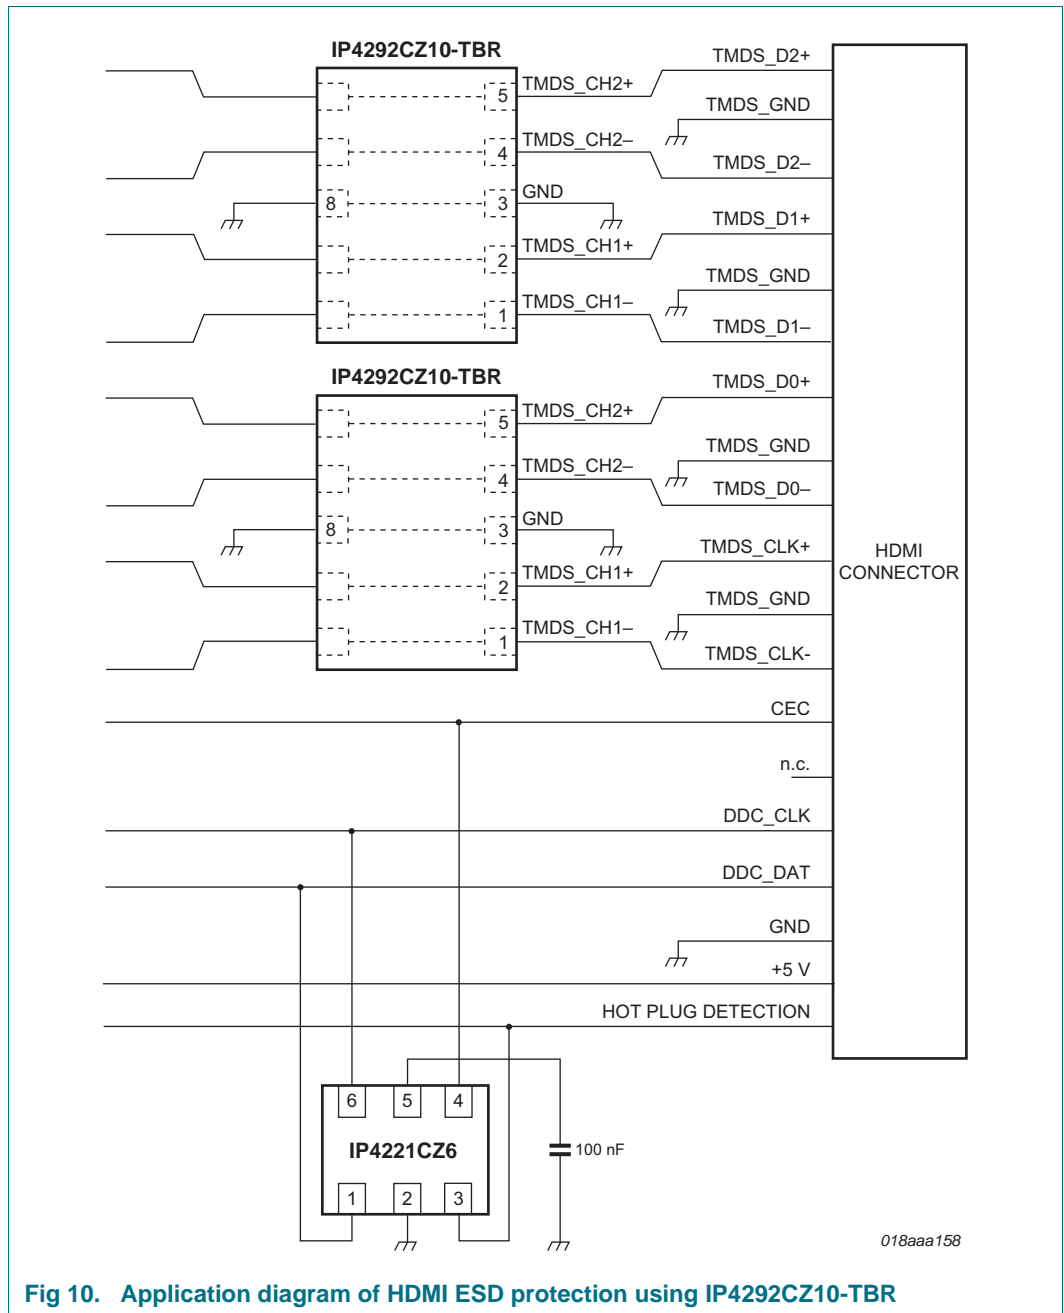 IP4292CZ10-TBR
TMDS_D2+
5
TMDS_CH2+
TMDS_GND
4
TMDS_CH2–
TMDS_D2–
8
3
GND
TMDS_D1+
2
TMDS_CH1+
TMDS_GND
1
TMDS_CH1–
TMDS_D1–
IP4292CZ10-TBR
TMDS_D0+
5
TMDS_CH2+
TMDS_GND
4
TMDS_CH2–
TMDS_D0–
8
3
GND
TMDS_CLK+
2
TMDS_CH1+
TMDS_GND
1
TMDS_CH1–
TMDS_CLK-
HDMI
CONNECTOR
CEC
n.c.
DDC_CLK
DDC_DAT
GND
+5 V
HOT PLUG DETECTION
6
5
4
IP4221CZ6
100 nF
1
2
3
018aaa158
Fig 10. Application diagram of HDMI ESD protection using IP4292CZ10-TBR